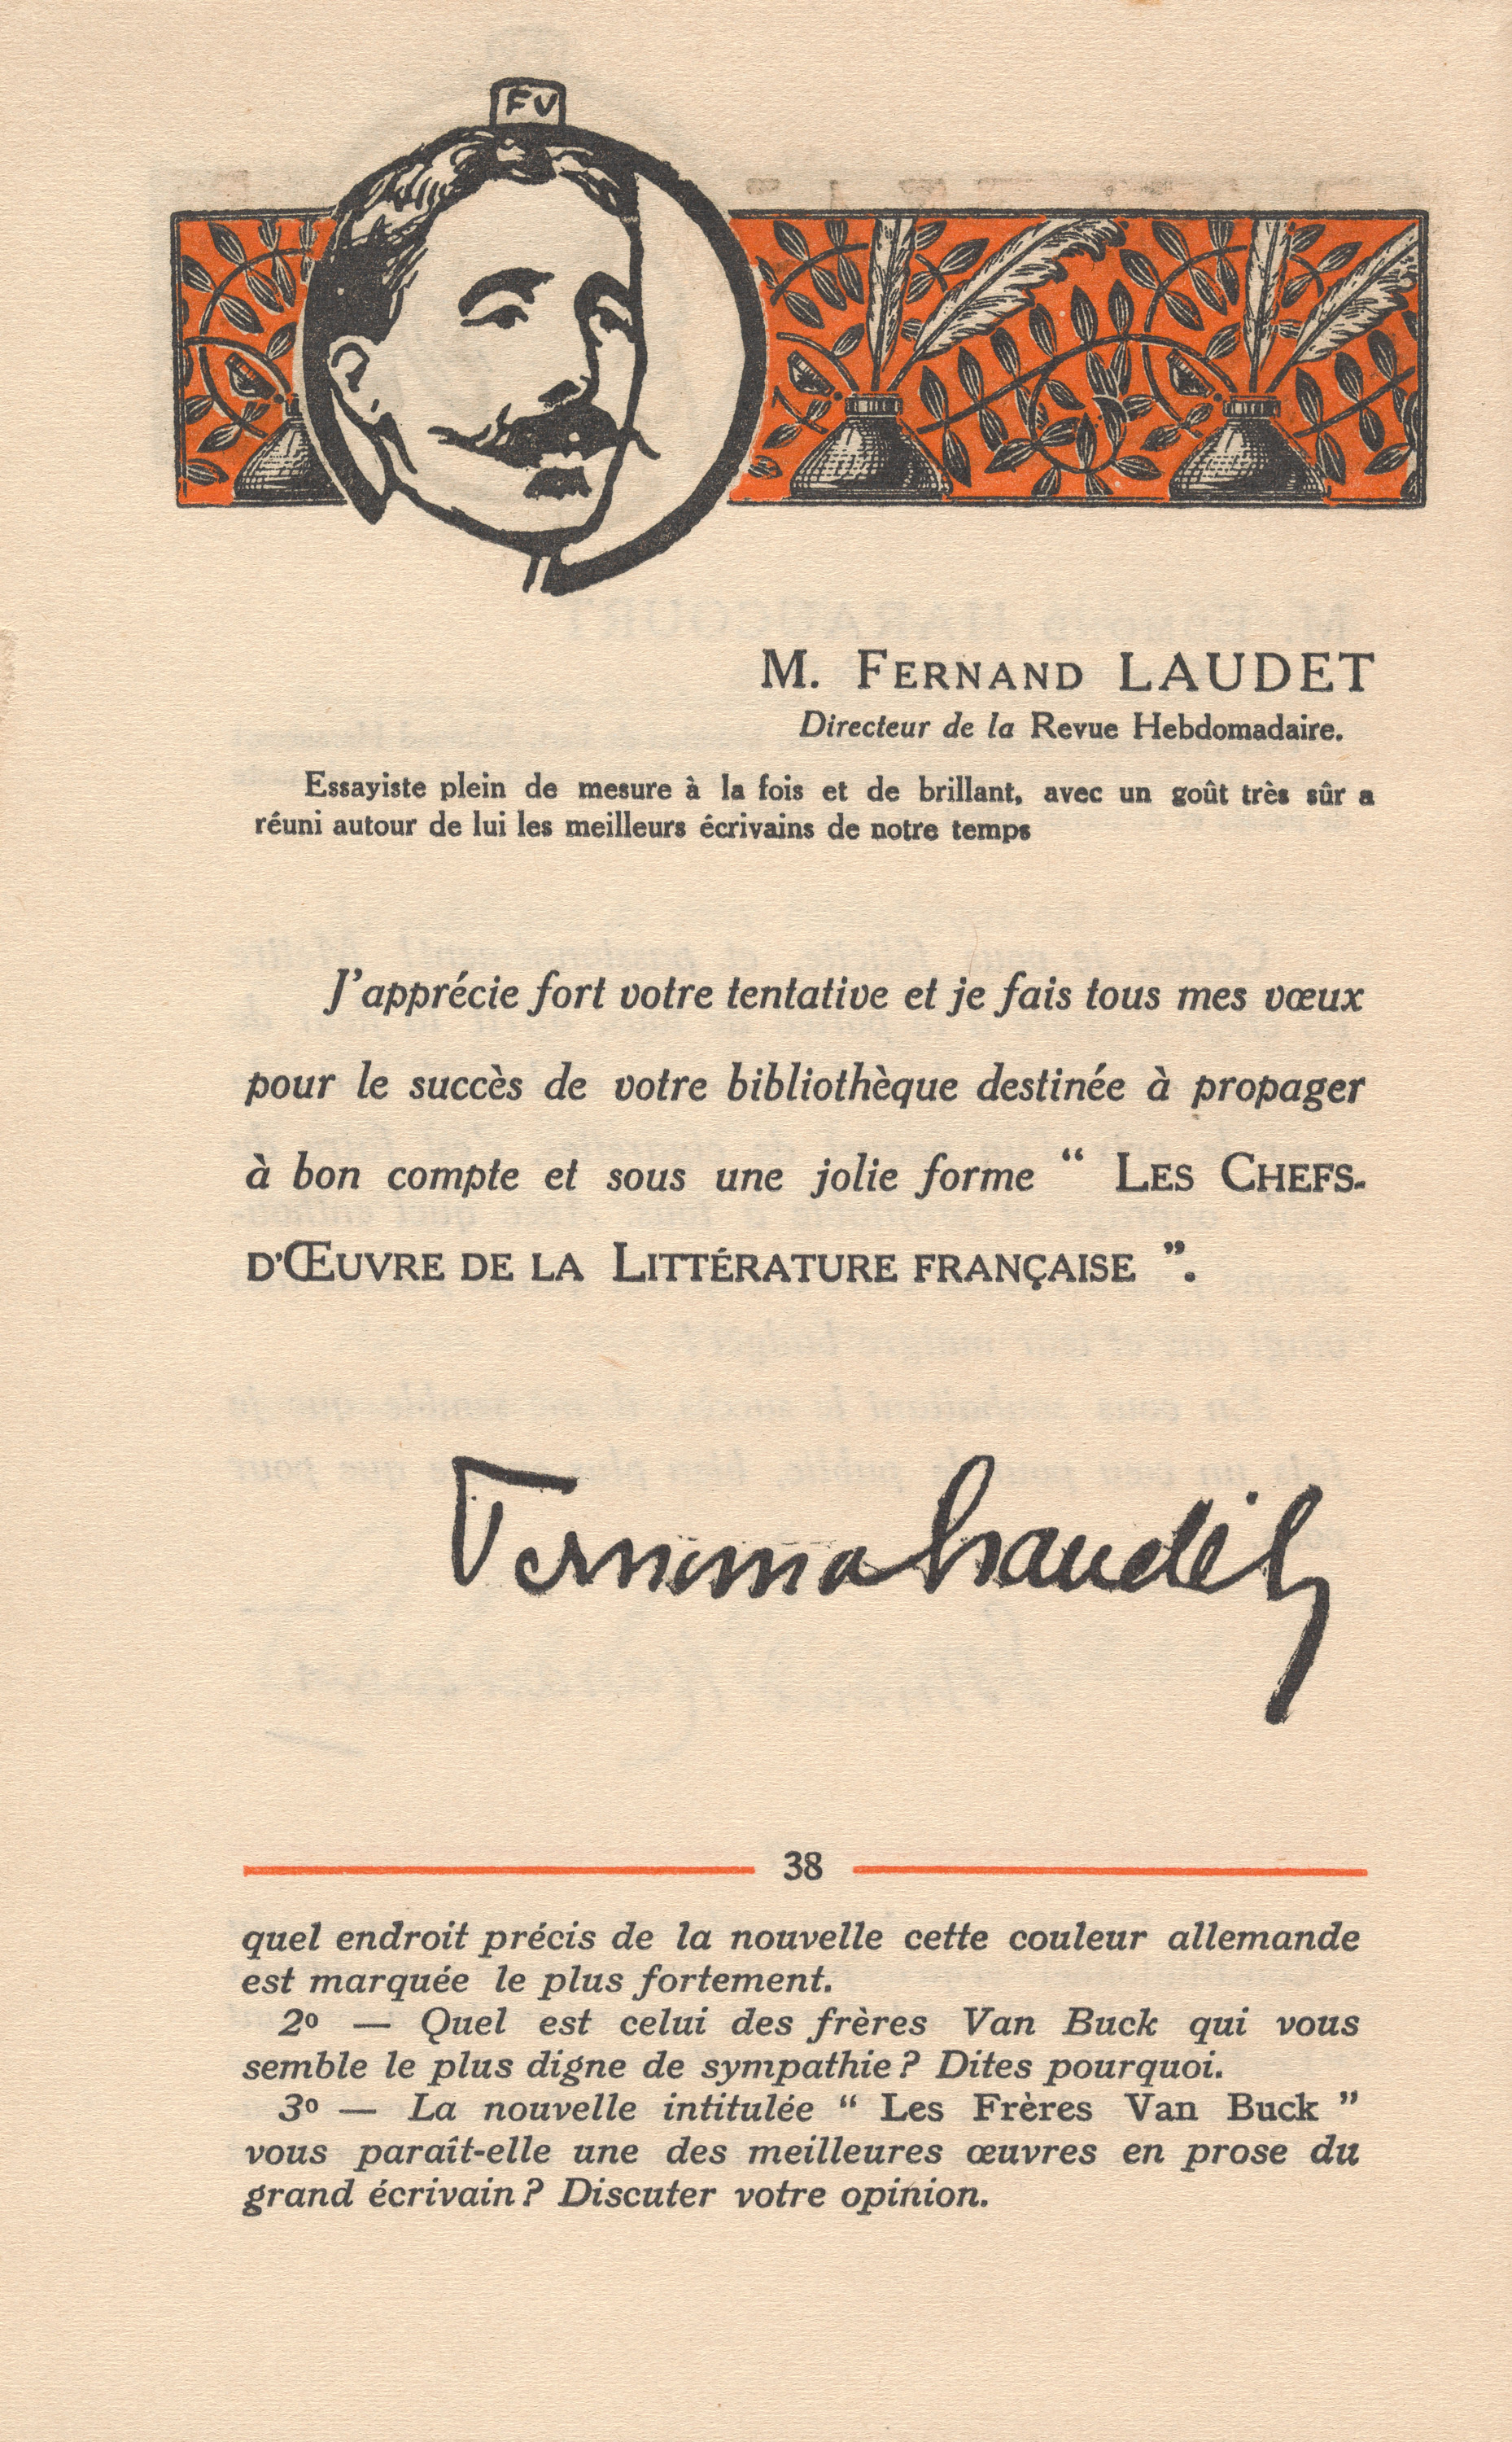 FV
M. FERNAND LAUDET
Directeur de la Revue Hebdomadaire.
Essayiste plein de mesure à la fois et de brillant, avec un goût très sûr a
réuni autour de lui les meilleurs écrivains de notre temps
J'apprécie fort votre tentative et je fais tous mes vœux
pour le succès de votre bibliothèque destinée à propager
à bon compte et sous une jolie forme “ LES CHEFS-
D'ŒUVRE DE LA LITTÉRATURE FRANÇAISE ”.
Fernand Laudet
38
quel endroit précis de la nouvelle cette couleur allemande
est marquée le plus fortement.
2º — Quel est celui des frères Van Buck qui vous
semble le plus digne de sympathie ? Dites pourquoi.
3º — La nouvelle intitulée “ Les Frères Van Buck ”
vous paraît-elle une des meilleures œuvres en prose du
grand écrivain ? Discuter votre opinion.